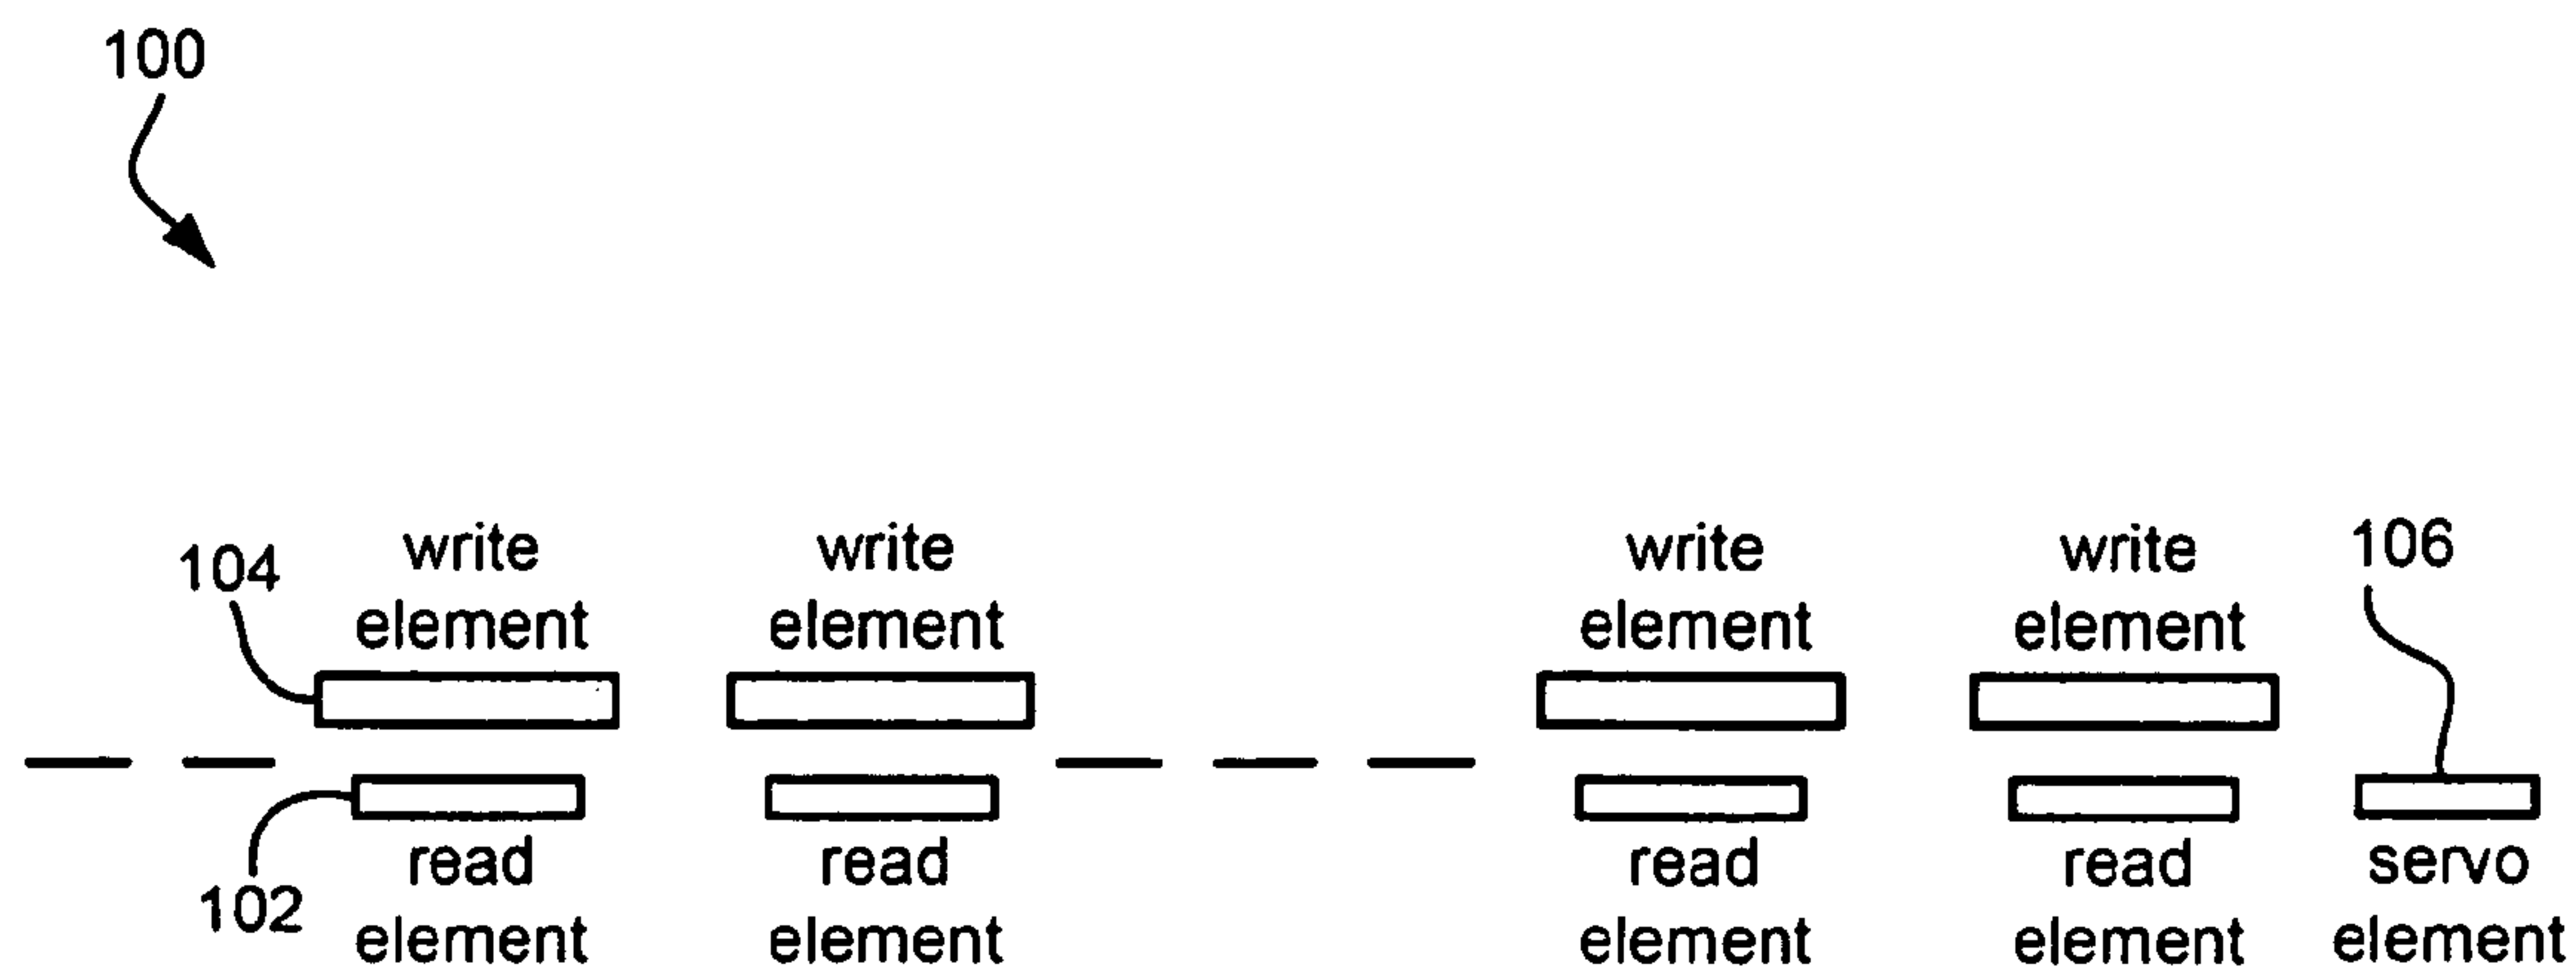 100
104
write
element
write
element
write
element
write
element
106
102
read
element
read
element
read
element
read
element
servo
element